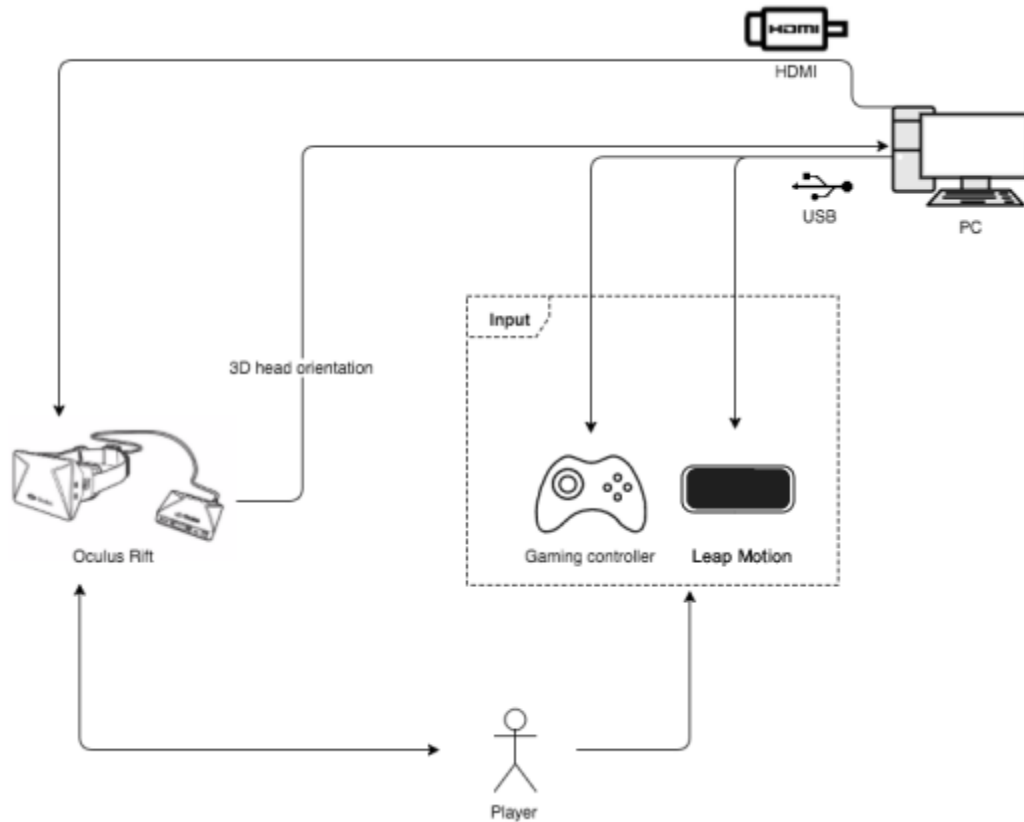 HDMI
HDMI
USB
PC
Input
3D head orientation
Oculus Rift
Gaming controller
Leap Motion
Player